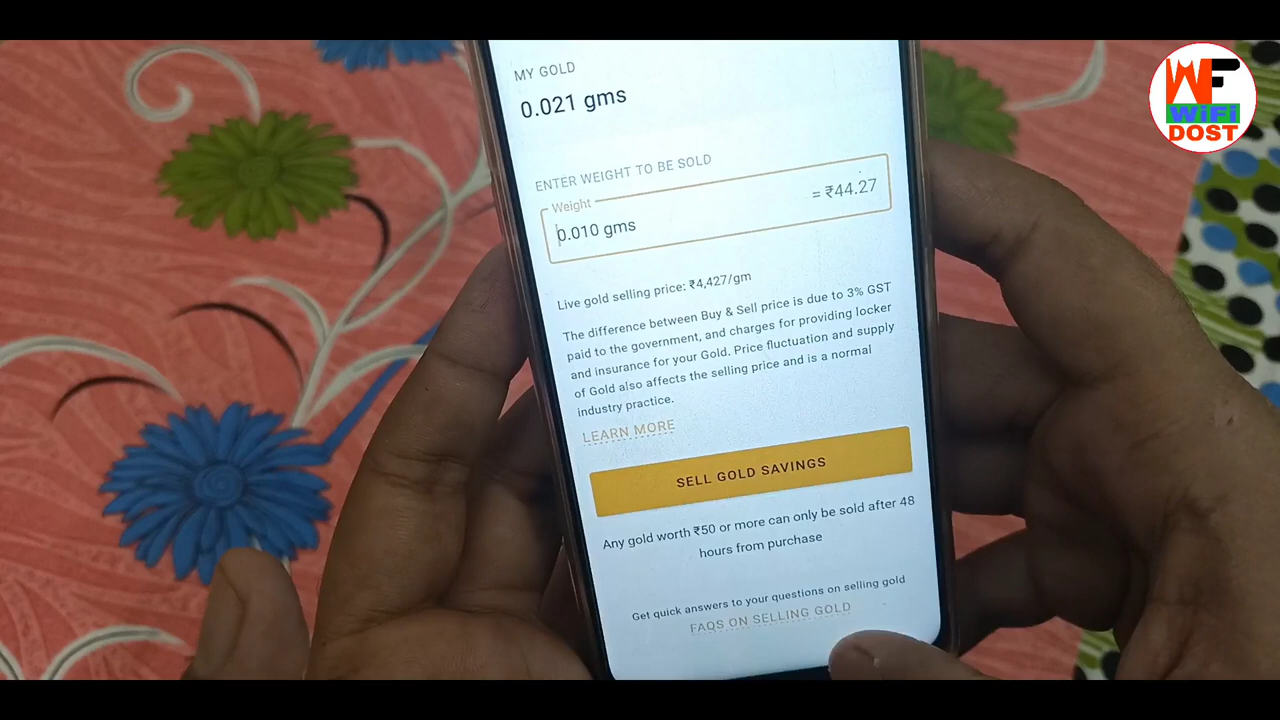 WF
WiFi
DOST
MY GOLD
0.021 gms
ENTER WEIGHT TO BE SOLD
Weight
0.010 gms
= ₹44.27
Live gold selling price: ₹4,427/gm
The difference between Buy & Sell price is due to 3% GST
paid to the government, and charges for providing locker
and insurance for your Gold. Price fluctuation and supply
of Gold also affects the selling price and is a normal
industry practice.
LEARN MORE
SELL GOLD SAVINGS
Any gold worth ₹50 or more can only be sold after 48
hours from purchase
Get quick answers to your questions on selling gold
FAQS ON SELLING GOLD